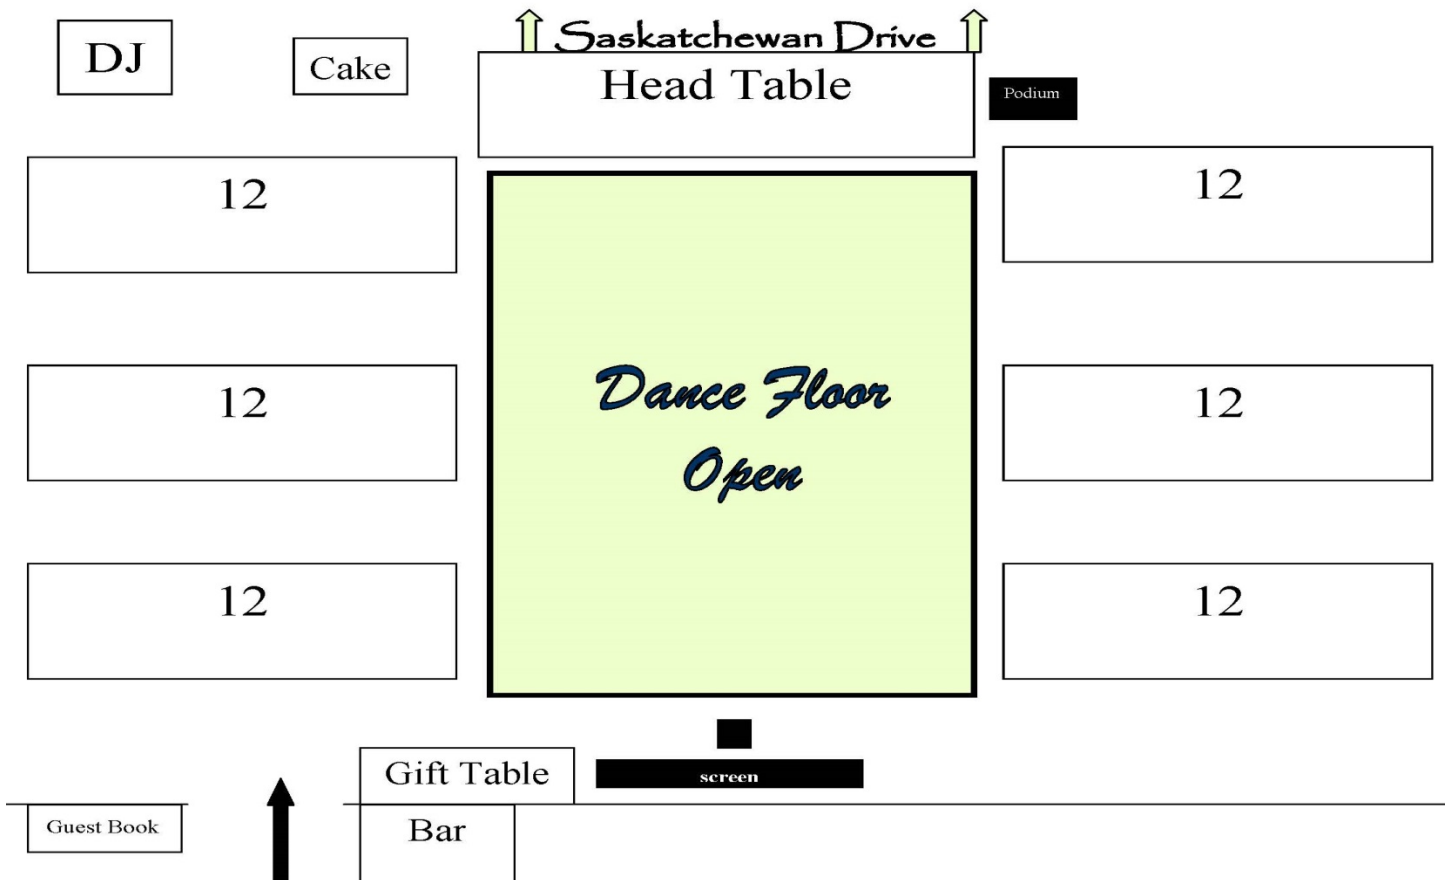 Saskatchewan Drive
DJ
Cake
Head Table
Podium
12
12
Dance Floor
Open
12
12
12
12
Gift Table
screen
Guest Book
Bar